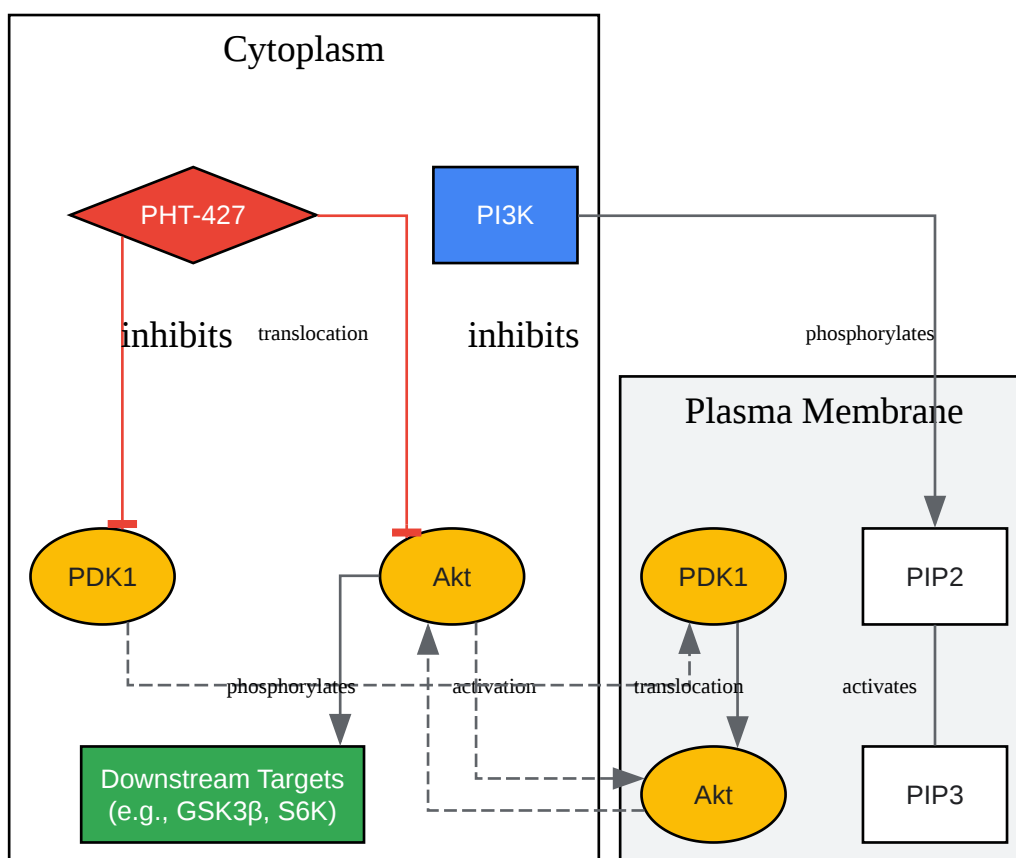 Cytoplasm
PHT-427
PI3K
inhibits
translocation
inhibits
phosphorylates
Plasma Membrane
PDK1
Akt
PDK1
PIP2
phosphorylates
activation
translocation
activates
Downstream Targets
(e.g., GSK3β, S6K)
Akt
PIP3